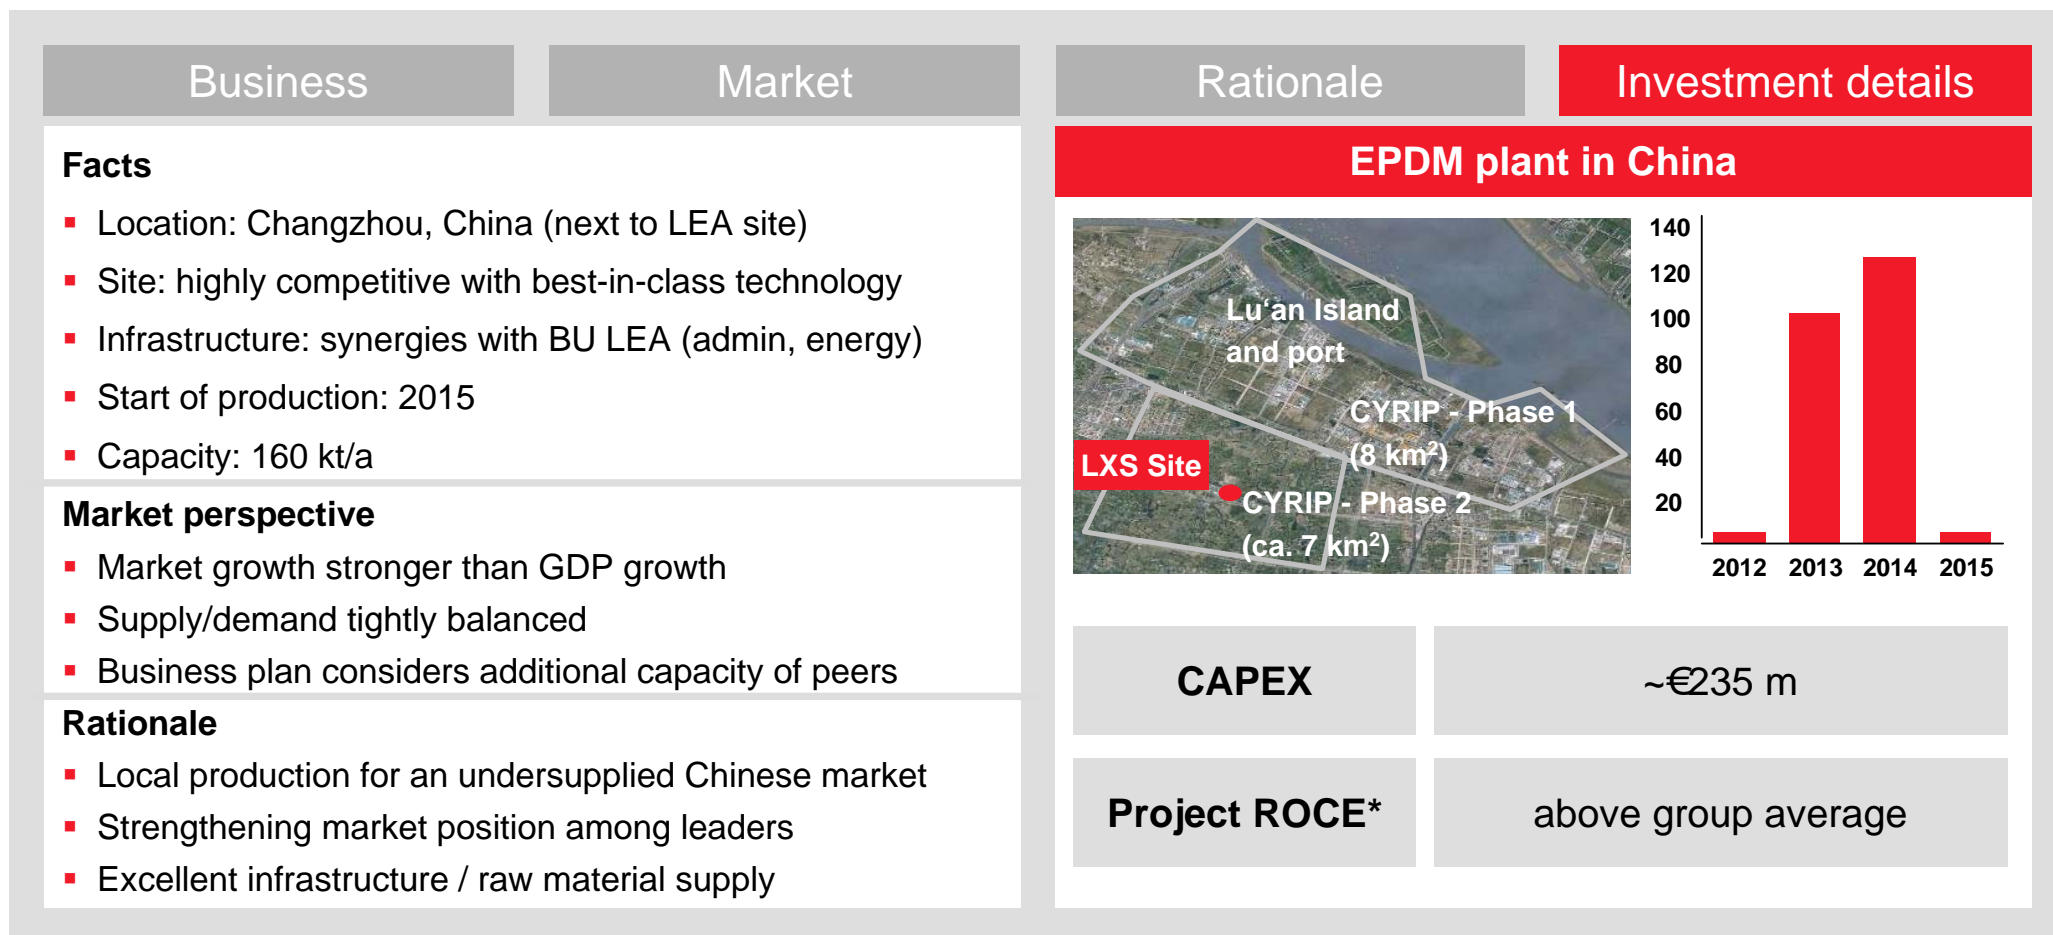 Business
Market
Rationale
Investment details
Facts
▪ Location: Changzhou, China (next to LEA site)
▪ Site: highly competitive with best-in-class technology
▪ Infrastructure: synergies with BU LEA (admin, energy)
▪ Start of production: 2015
▪ Capacity: 160 kt/a
Market perspective
▪ Market growth stronger than GDP growth
▪ Supply/demand tightly balanced
▪ Business plan considers additional capacity of peers
Rationale
▪ Local production for an undersupplied Chinese market
▪ Strengthening market position among leaders
▪ Excellent infrastructure / raw material supply
EPDM plant in China
Lu‘an Island
and port
CYRIP - Phase 1
(8 km²)
LXS Site
CYRIP - Phase 2
(ca. 7 km²)
140
120
100
80
60
40
20
2012 2013 2014 2015
CAPEX
~€235 m
Project ROCE*
above group average